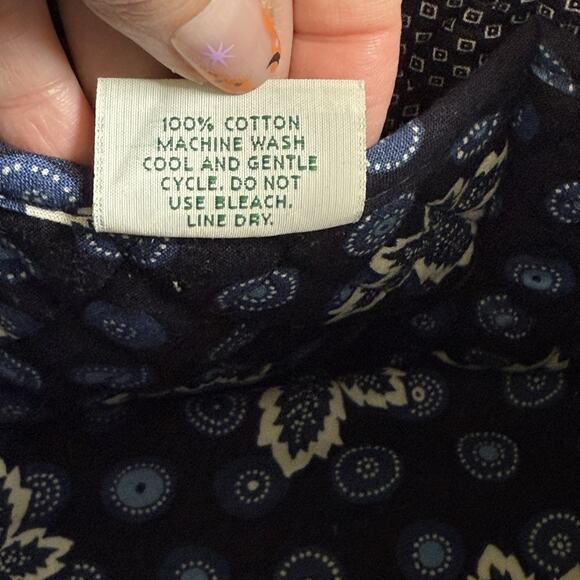 100% COTTON
MACHINE WASH
COOL AND GENTLE
CYCLE. DO NOT
USE BLEACH.
LINE DRY.